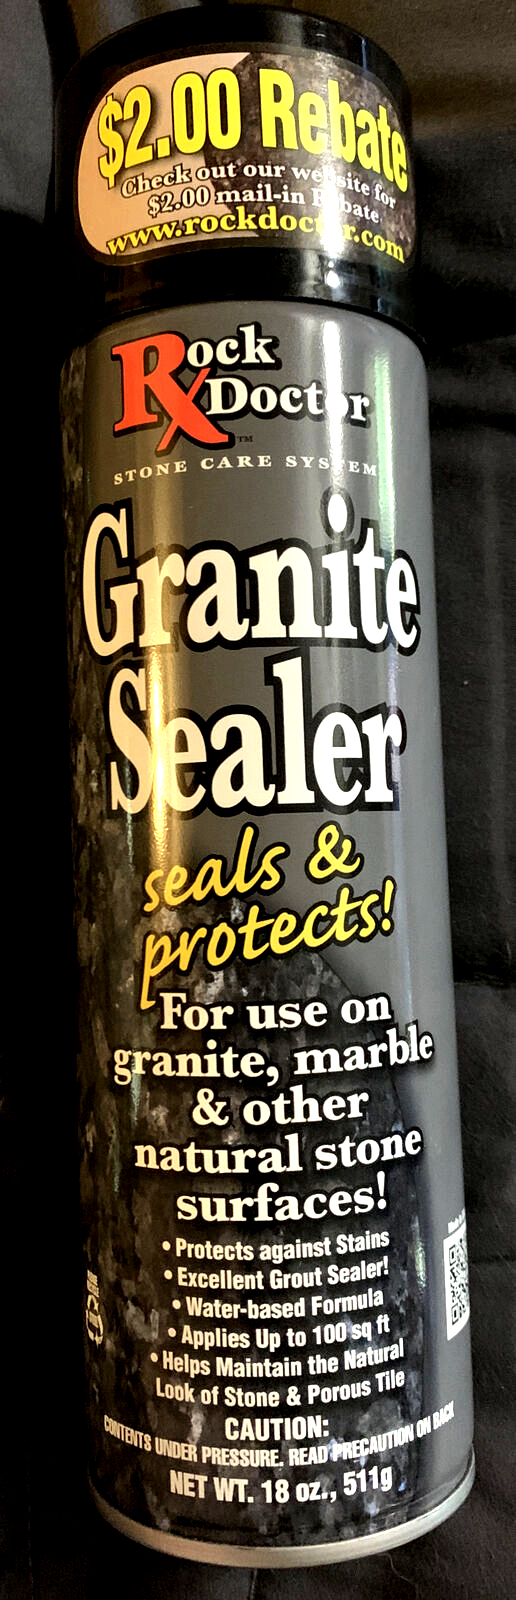 $2.00 Rebate
Check out our website for
$2.00 mail-in Rebate
www.rockdoctor.com
Rock
Doctor™
STONE CARE SYSTEM
Granite
Sealer
seals &
protects!
For use on
granite, marble
& other
natural stone
surfaces!
• Protects against Stains
• Excellent Grout Sealer!
• Water-based Formula
• Applies Up to 100 sq ft
• Helps Maintain the Natural
Look of Stone & Porous Tile
CAUTION:
CONTENTS UNDER PRESSURE. READ PRECAUTION ON BACK
NET WT. 18 oz., 511g